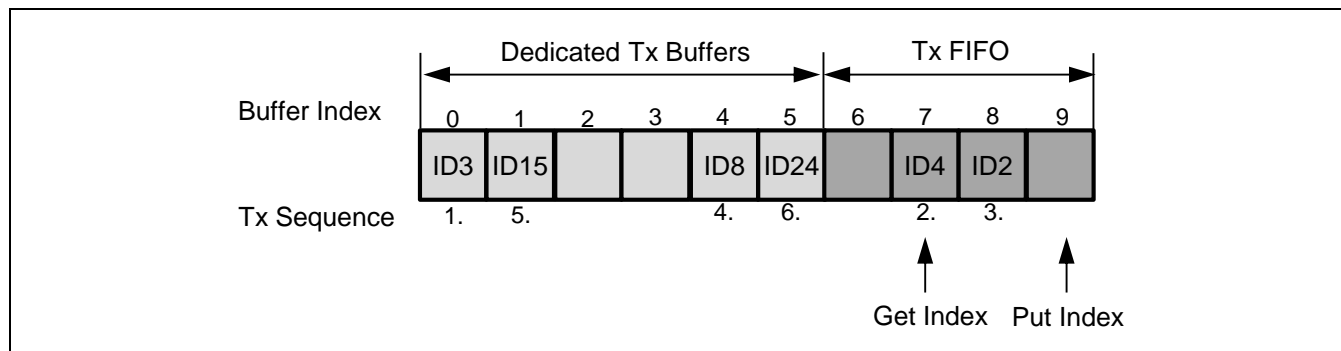 Dedicated Tx Buffers Tx FIFO
Buffer Index 0 1 2 3 4 5 6 7 8 9
ID3 ID15 ID8 ID24 ID4 ID2
Tx Sequence 1. 5. 4. 6. 2. 3.
Get Index Put Index